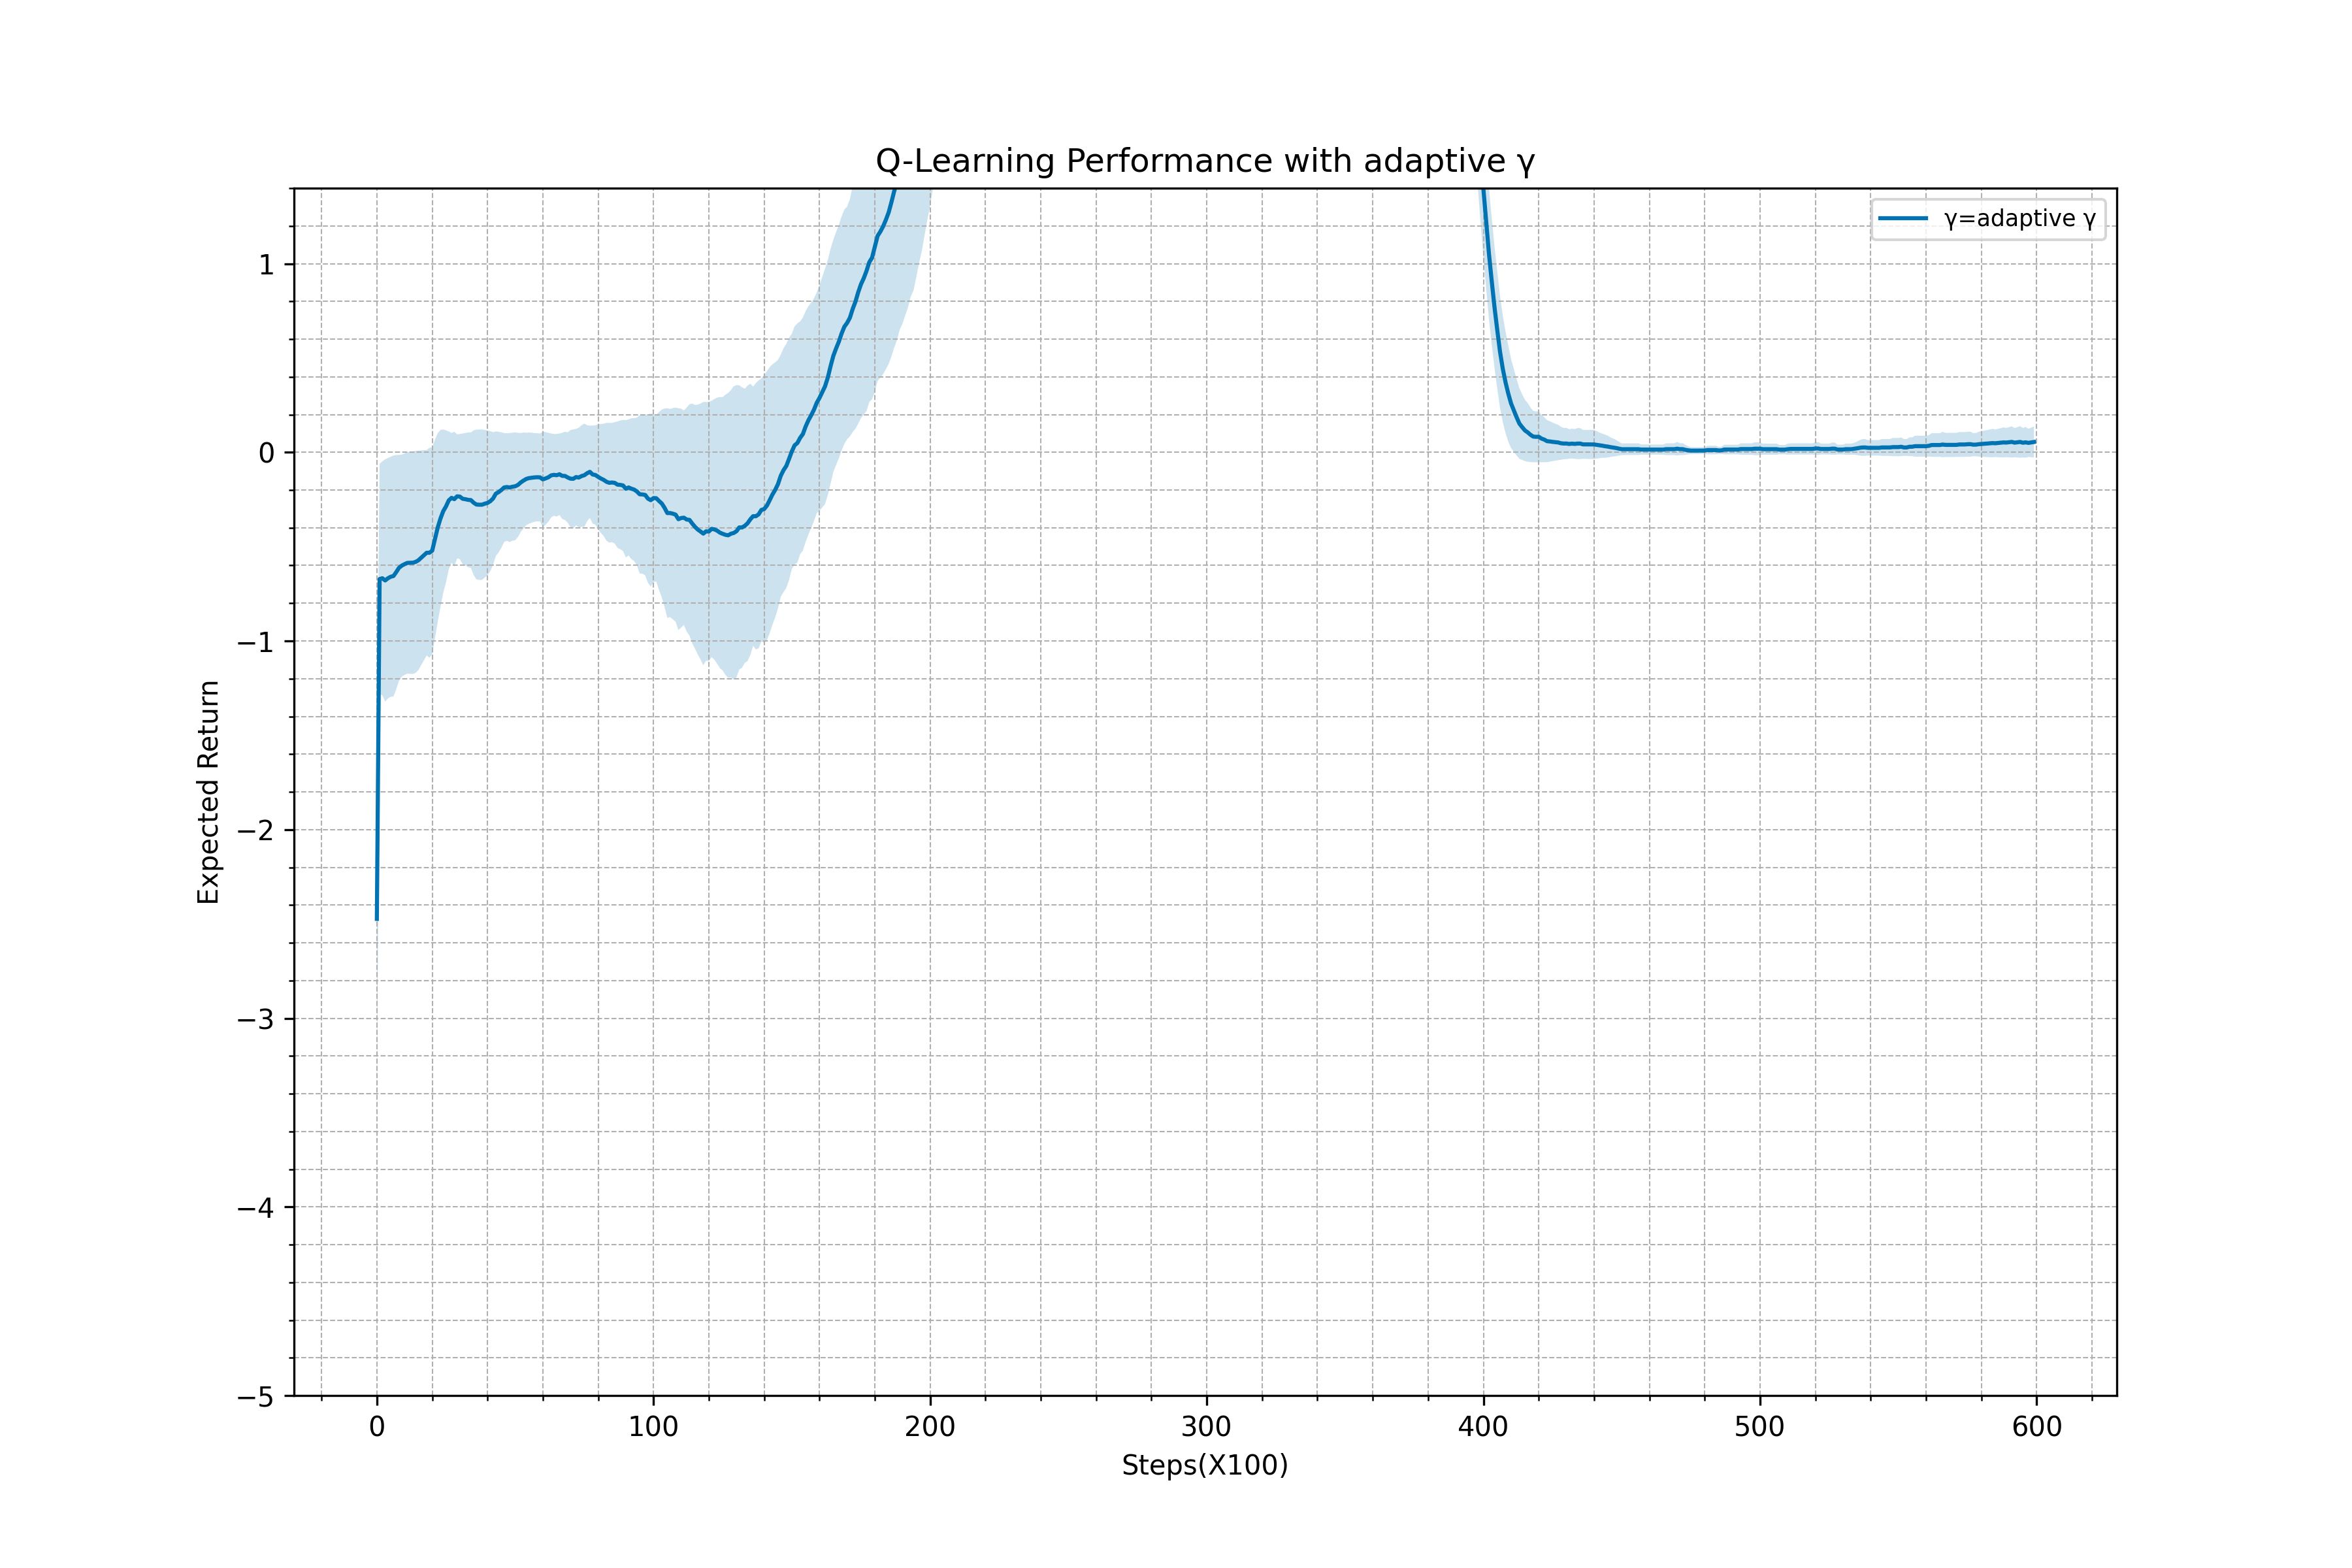 Q-Learning Performance with adaptive γ
γ=adaptive γ
Expected Return
1
0
−1
−2
−3
−4
−5
0 100 200 300 400 500 600
Steps(X100)